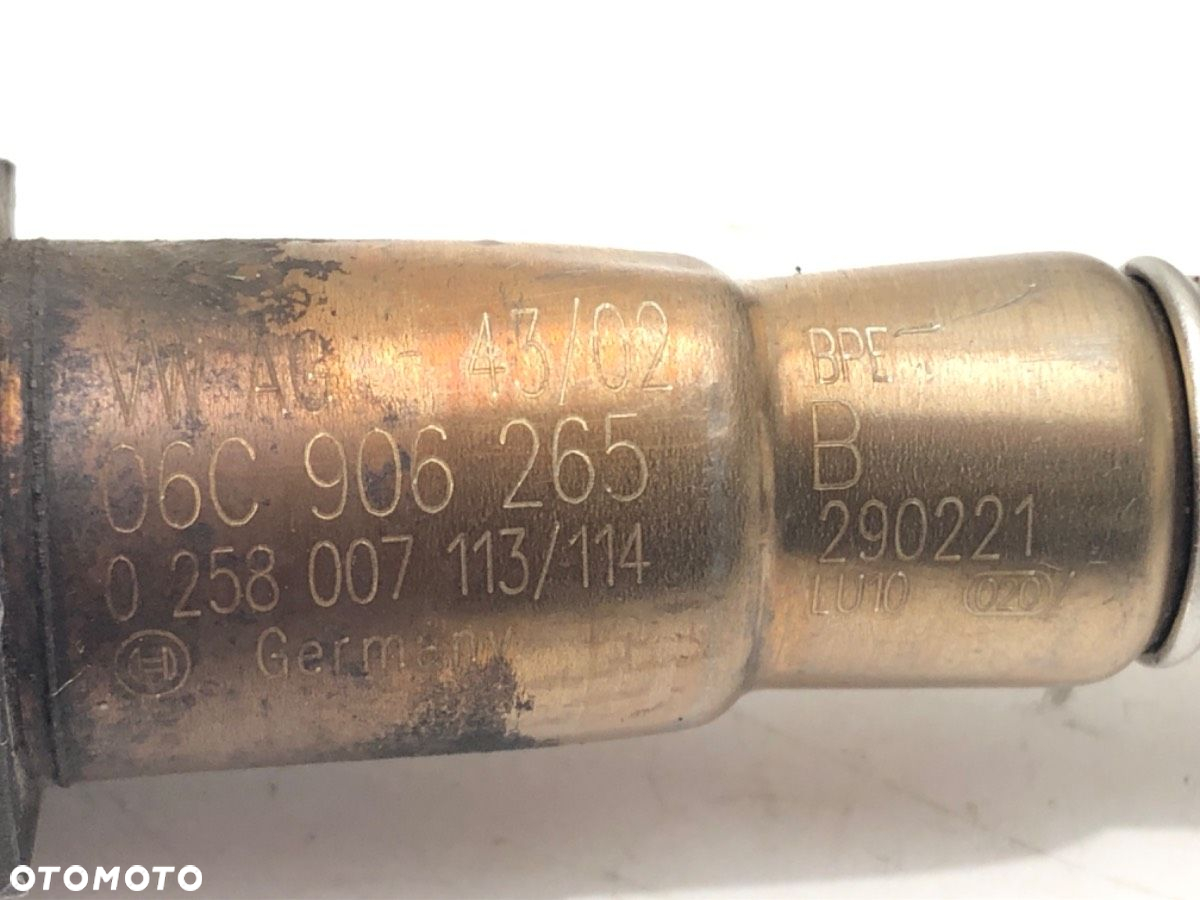 VW AG - 43/02
06C 906 265
0 258 007 113/114
Germany
BPE
B
290221
LU10 020
OTOMOTO